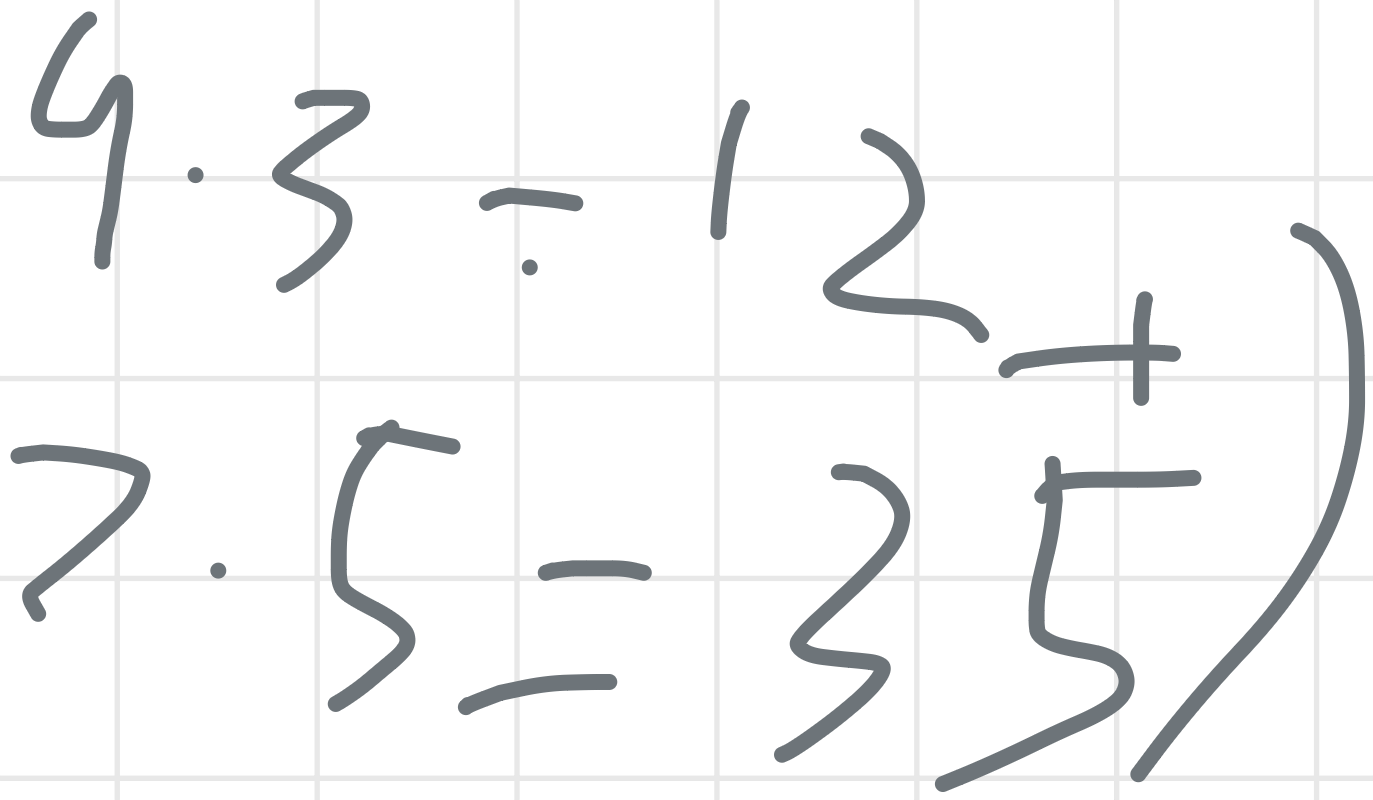 4 · 3 = 12 +
7 · 5 = 35 )